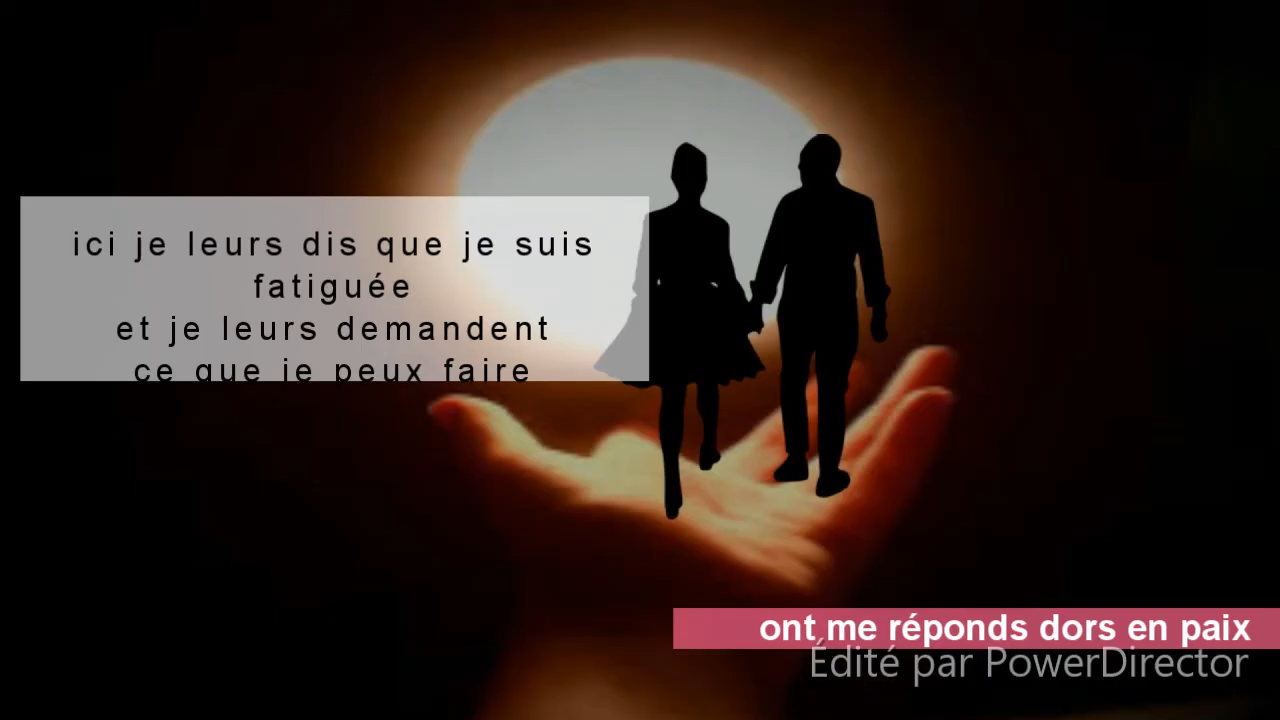 ici je leurs dis que je suis
fatiguée
et je leurs demandent
ce que je peux faire
ont me réponds dors en paix
Édité par PowerDirector